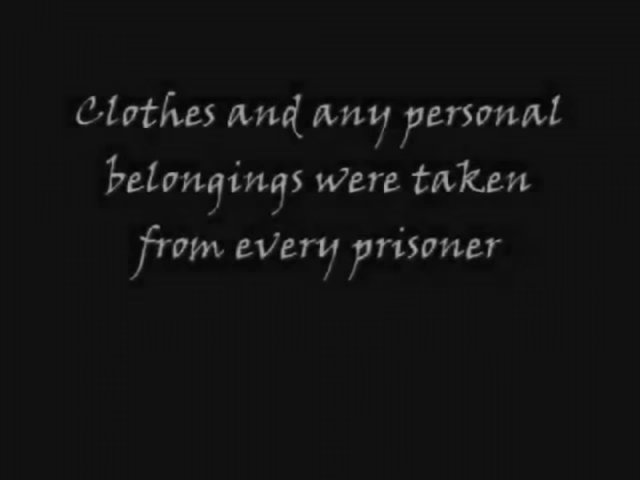 Clothes and any personal
belongings were taken
from every prisoner